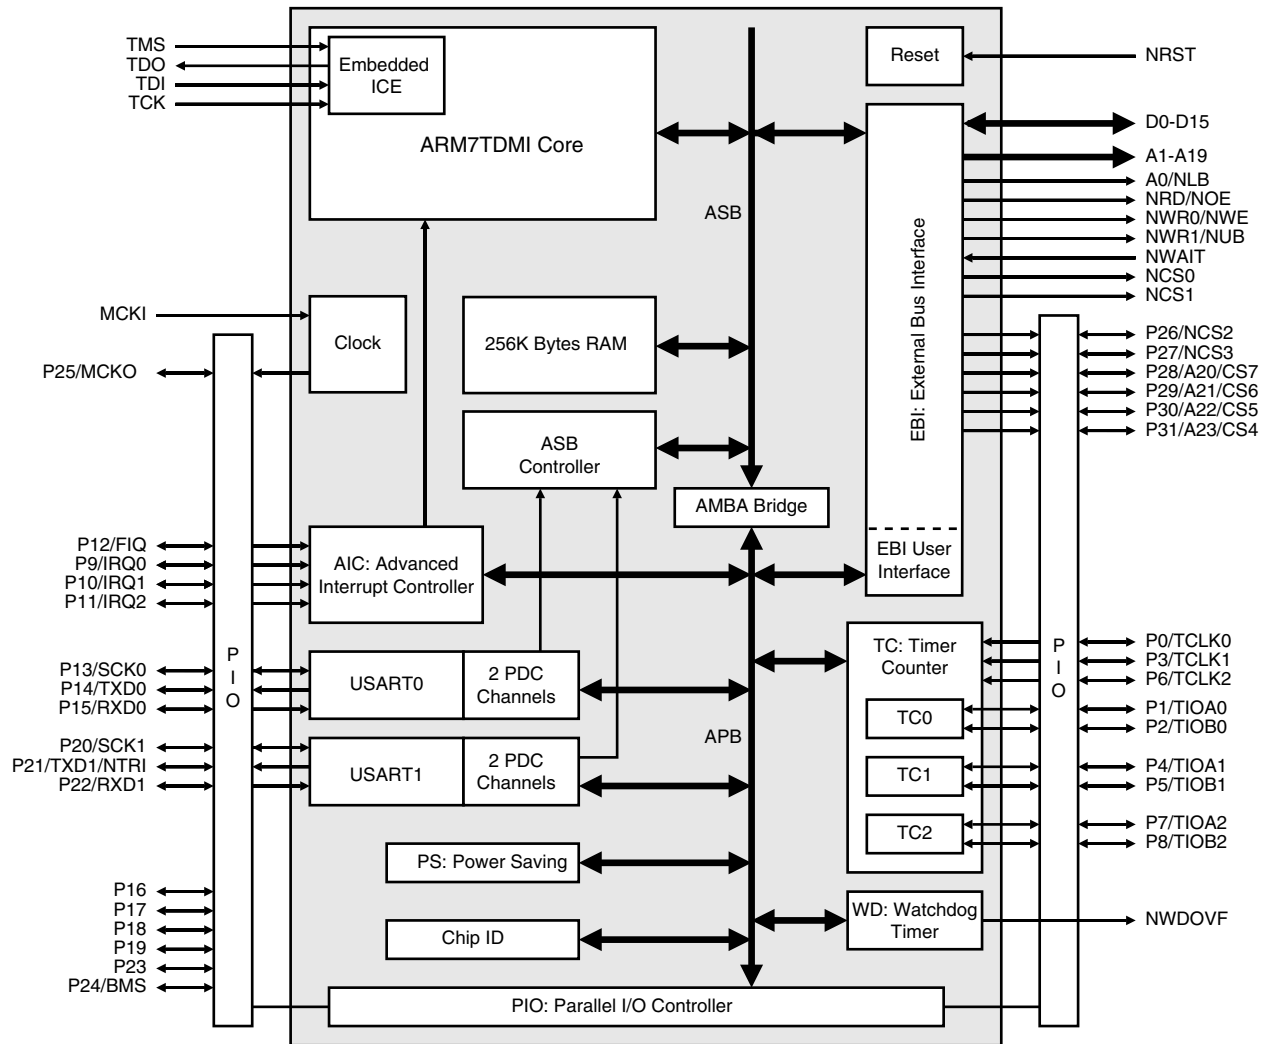 TMS
TDO
TDI
TCK
Embedded
ICE
ARM7TDMI Core
Reset
NRST
D0-D15
A1-A19
A0/NLB
NRD/NOE
NWR0/NWE
NWR1/NUB
NWAIT
NCS0
NCS1
ASB
EBI: External Bus Interface
MCKI
Clock
P25/MCKO
256K Bytes RAM
P26/NCS2
P27/NCS3
P28/A20/CS7
P29/A21/CS6
P30/A22/CS5
P31/A23/CS4
ASB
Controller
AMBA Bridge
P12/FIQ
P9/IRQ0
P10/IRQ1
P11/IRQ2
AIC: Advanced
Interrupt Controller
EBI User
Interface
P
I
O
P13/SCK0
P14/TXD0
P15/RXD0
USART0
2 PDC
Channels
P20/SCK1
P21/TXD1/NTRI
P22/RXD1
USART1
2 PDC
Channels
APB
TC: Timer
Counter
TC0
TC1
TC2
P
I
O
P0/TCLK0
P3/TCLK1
P6/TCLK2
P1/TIOA0
P2/TIOB0
P4/TIOA1
P5/TIOB1
P7/TIOA2
P8/TIOB2
PS: Power Saving
P16
P17
P18
P19
P23
P24/BMS
Chip ID
WD: Watchdog
Timer
NWDOVF
PIO: Parallel I/O Controller